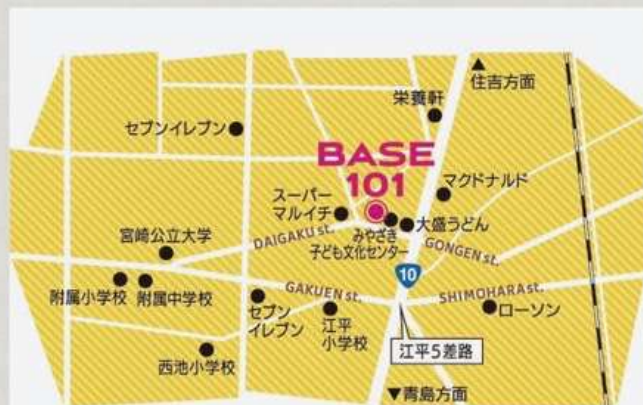 ▲
住吉方面
栄養軒
セブンイレブン
BASE
101
マクドナルド
スーパー
マルイチ
みやざき
子ども文化センター
大盛うどん
宮崎公立大学
DAIGAKU st.
GONGEN st.
10
附属小学校
附属中学校
GAKUEN st.
SHIMOHARA st.
セブン
イレブン
江平
小学校
ローソン
西池小学校
江平5差路
▼青島方面